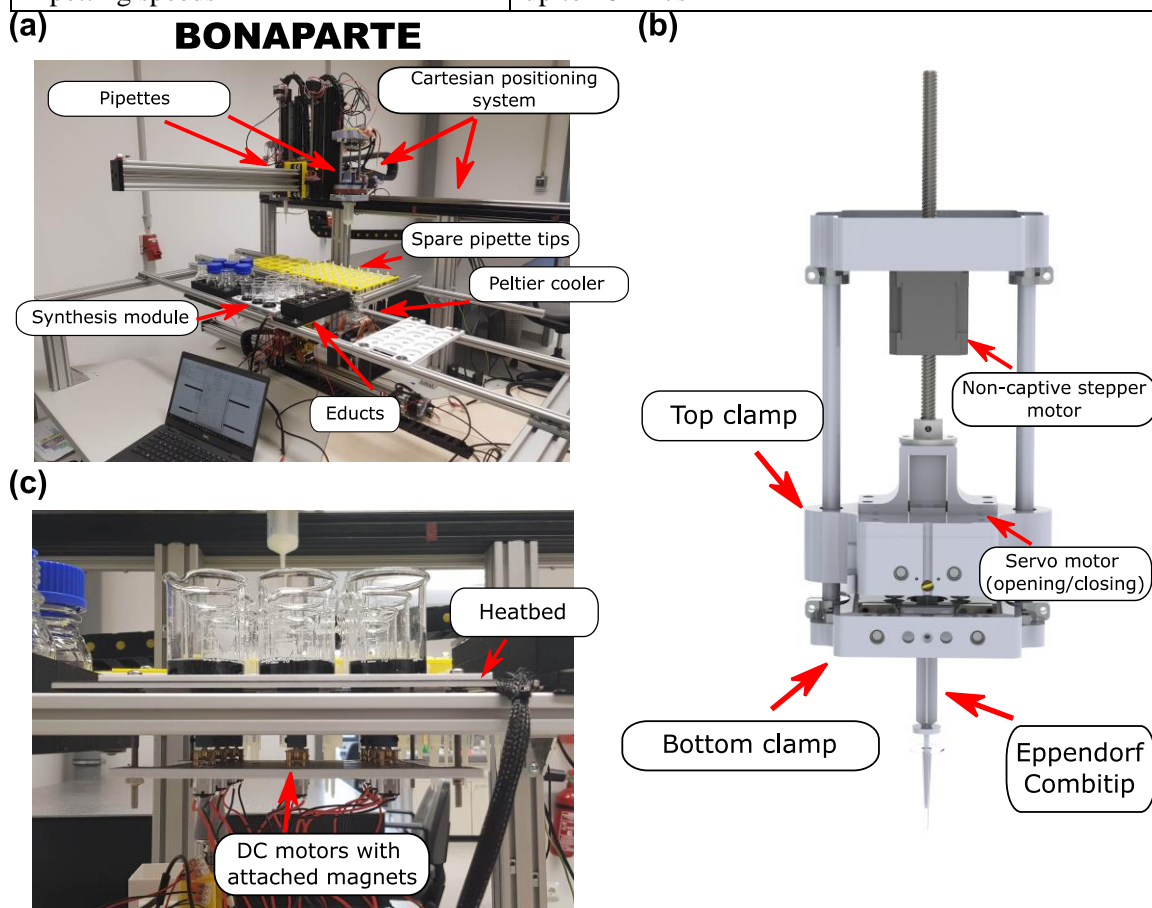 (a)
BONAPARTE
Pipettes
Cartesian positioning
system
Spare pipette tips
Peltier cooler
Synthesis module
Educts
(b)
Non-captive stepper
motor
Top clamp
Servo motor
(opening/closing)
Bottom clamp
Eppendorf
Combitip
(c)
Heatbed
DC motors with
attached magnets